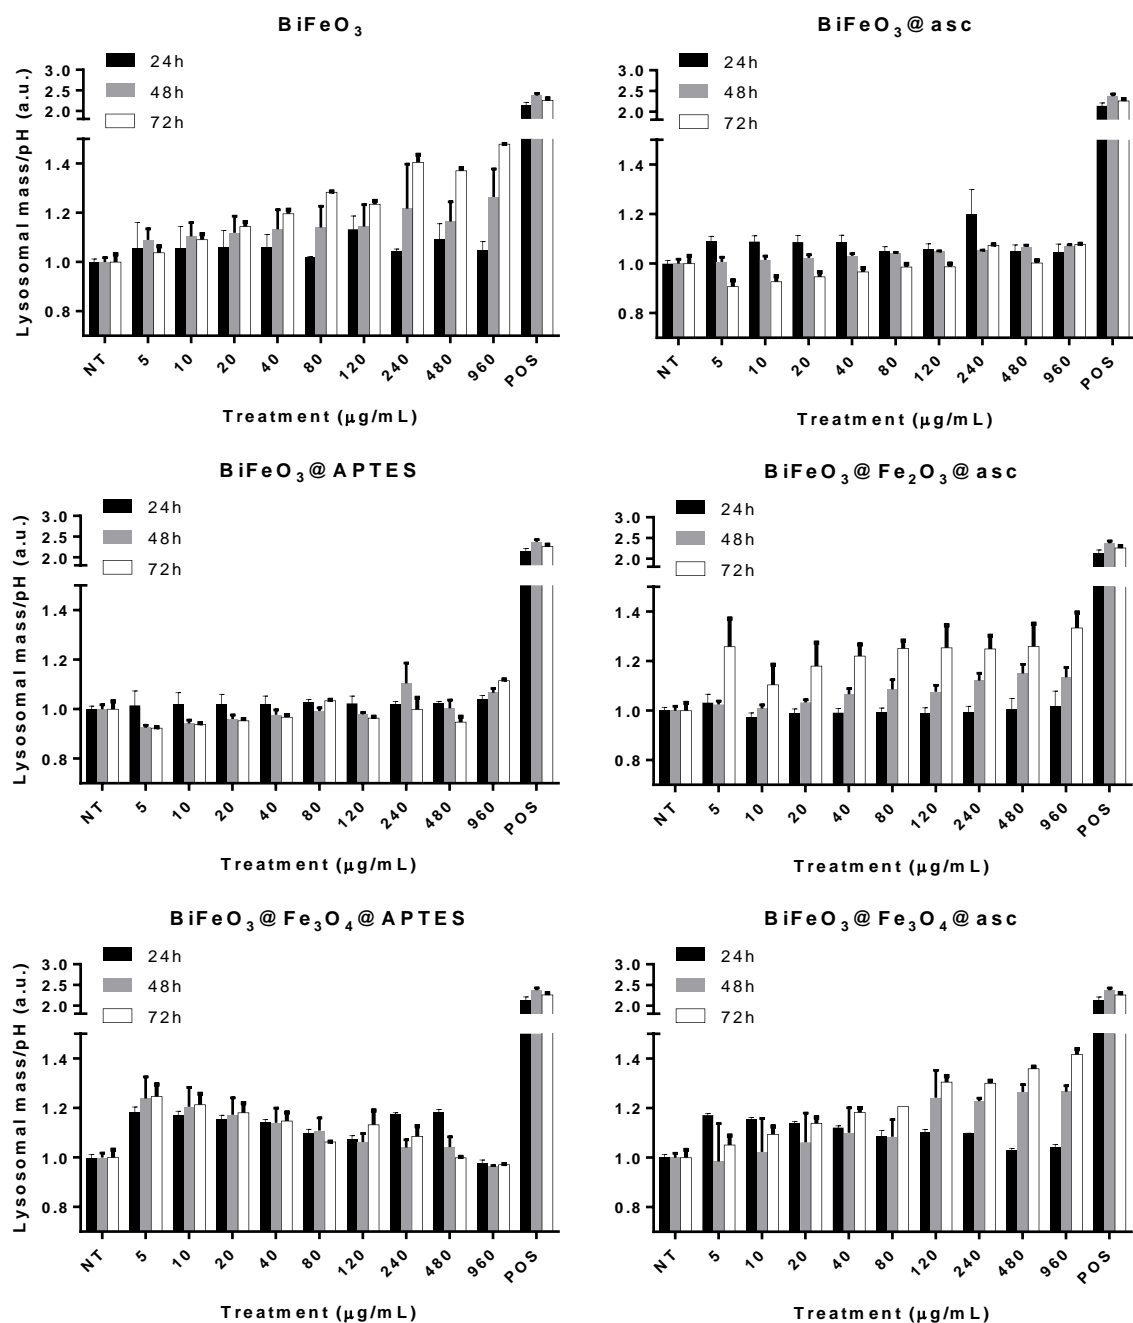 BiFeO3
24h
48h
72h
Lysosomal mass/pH (a.u.)
3.0
2.5
2.0
1.4
1.2
1.0
0.8
NT 5 10 20 40 80 120 240 480 960 POS
Treatment (µg/mL)
BiFeO3@asc
24h
48h
72h
3.0
2.5
2.0
1.4
1.2
1.0
0.8
NT 5 10 20 40 80 120 240 480 960 POS
Treatment (µg/mL)
BiFeO3@APTES
24h
48h
72h
Lysosomal mass/pH (a.u.)
3.0
2.5
2.0
1.4
1.2
1.0
0.8
NT 5 10 20 40 80 120 240 480 960 POS
Treatment (µg/mL)
BiFeO3@Fe2O3@asc
24h
48h
72h
3.0
2.5
2.0
1.4
1.2
1.0
0.8
NT 5 10 20 40 80 120 240 480 960 POS
Treatment (µg/mL)
BiFeO3@Fe3O4@APTES
24h
48h
72h
Lysosomal mass/pH (a.u.)
3.0
2.5
2.0
1.4
1.2
1.0
0.8
NT 5 10 20 40 80 120 240 480 960 POS
Treatment (µg/mL)
BiFeO3@Fe3O4@asc
24h
48h
72h
3.0
2.5
2.0
1.4
1.2
1.0
0.8
NT 5 10 20 40 80 120 240 480 960 POS
Treatment (µg/mL)